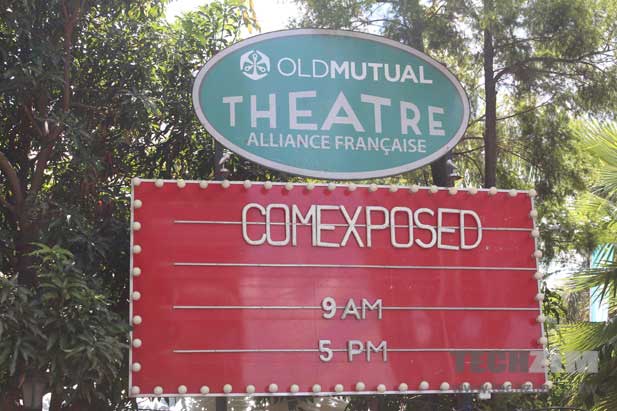 OLDMUTUAL
THEATRE
ALLIANCE FRANÇAISE
COMEXPOSED
9 AM
5 PM
TECHZIM